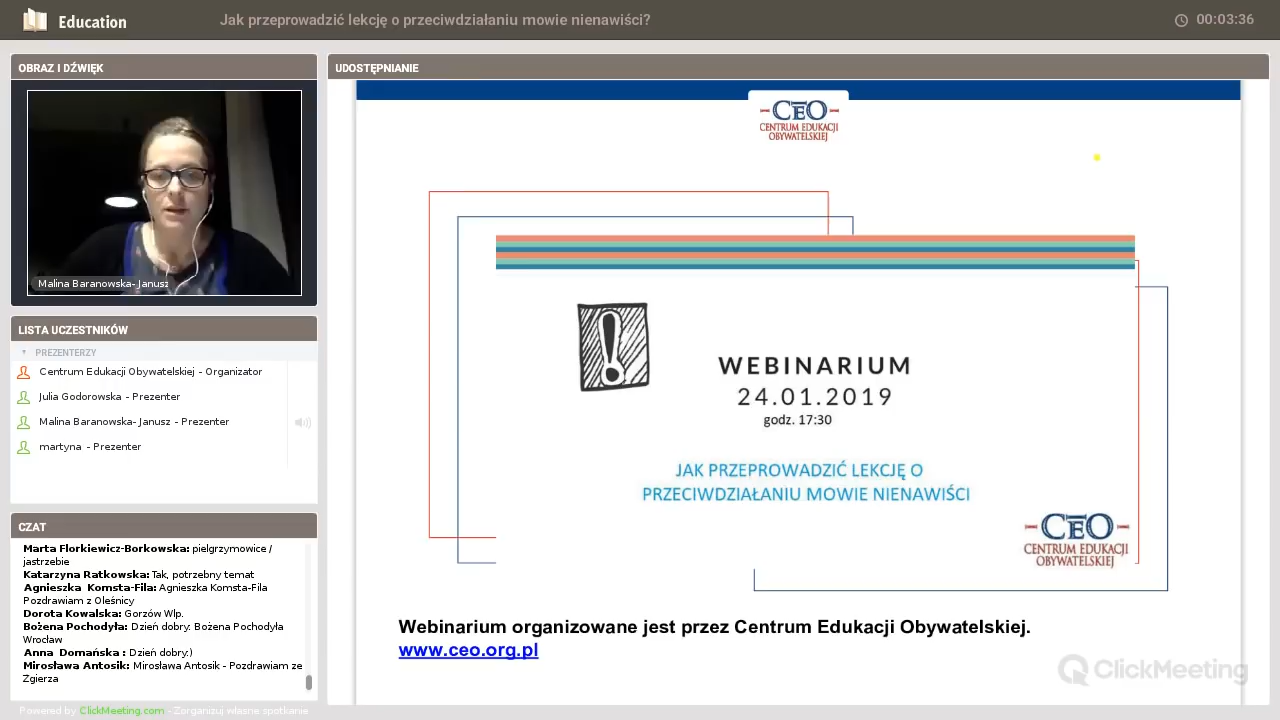 Education
Jak przeprowadzić lekcję o przeciwdziałaniu mowie nienawiści?
00:03:36
OBRAZ I DŹWIĘK
Malina Baranowska- Janusz
LISTA UCZESTNIKÓW
PREZENTERZY
Centrum Edukacji Obywatelskiej - Organizator
Julia Godorowska - Prezenter
Malina Baranowska- Janusz - Prezenter
martyna - Prezenter
CZAT
Marta Florkiewicz-Borkowska: pielgrzymowice /
jastrzebie
Katarzyna Ratkowska: Tak, potrzebny temat
Agnieszka Komsta-Fila: Agnieszka Komsta-Fila
Pozdrawiam z Oleśnicy
Dorota Kowalska: Gorzów Wlp.
Bożena Pochodyła: Dzień dobry: Bożena Pochodyła
Wrocław
Anna Domańska : Dzień dobry:)
Mirosława Antosik: Mirosława Antosik - Pozdrawiam ze
Zgierza
Powered by ClickMeeting.com - Zorganizuj własne spotkanie
UDOSTĘPNIANIE
CEO
CENTRUM EDUKACJI
OBYWATELSKIEJ
WEBINARIUM
24.01.2019
godz. 17:30
JAK PRZEPROWADZIĆ LEKCJĘ O
PRZECIWDZIAŁANIU MOWIE NIENAWIŚCI
CEO
CENTRUM EDUKACJI
OBYWATELSKIEJ
Webinarium organizowane jest przez Centrum Edukacji Obywatelskiej.
www.ceo.org.pl
ClickMeeting